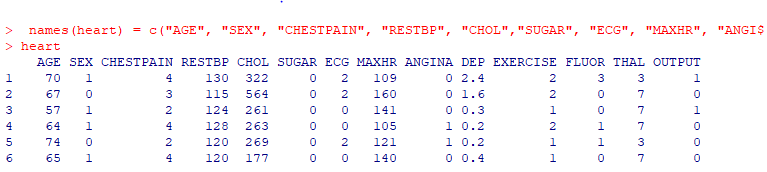 >  names(heart) = c("AGE", "SEX", "CHESTPAIN", "RESTBP", "CHOL","SUGAR", "ECG", "MAXHR", "ANGI$
> heart
AGE SEX CHESTPAIN RESTBP CHOL SUGAR ECG MAXHR ANGINA DEP EXERCISE FLUOR THAL OUTPUT
1 70 1 4 130 322 0 2 109 0 2.4 2 3 3 1
2 67 0 3 115 564 0 2 160 0 1.6 2 0 7 0
3 57 1 2 124 261 0 0 141 0 0.3 1 0 7 1
4 64 1 4 128 263 0 0 105 1 0.2 2 1 7 0
5 74 0 2 120 269 0 2 121 1 0.2 1 1 3 0
6 65 1 4 120 177 0 0 140 0 0.4 1 0 7 0